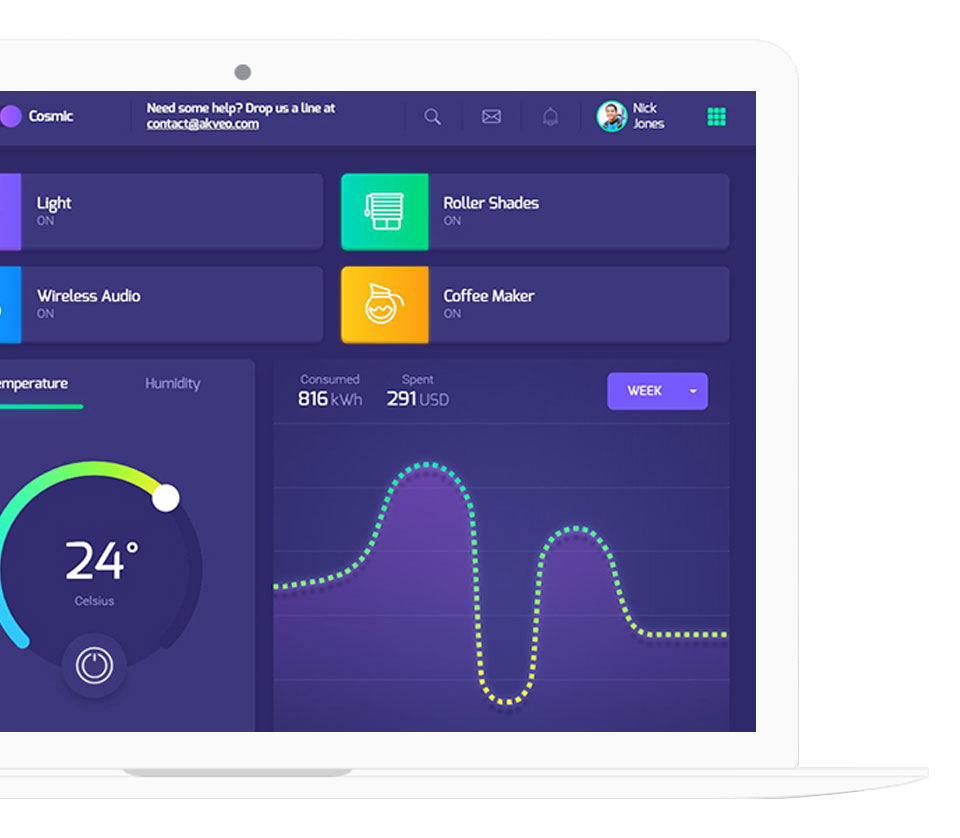 Cosmic
Need some help? Drop us a line at
contact@akveo.com
Nick
Jones
Light
ON
Roller Shades
ON
Wireless Audio
ON
Coffee Maker
ON
emperature
Humidity
Consumed
816 kWh
Spent
291 USD
WEEK
24°
Celsius